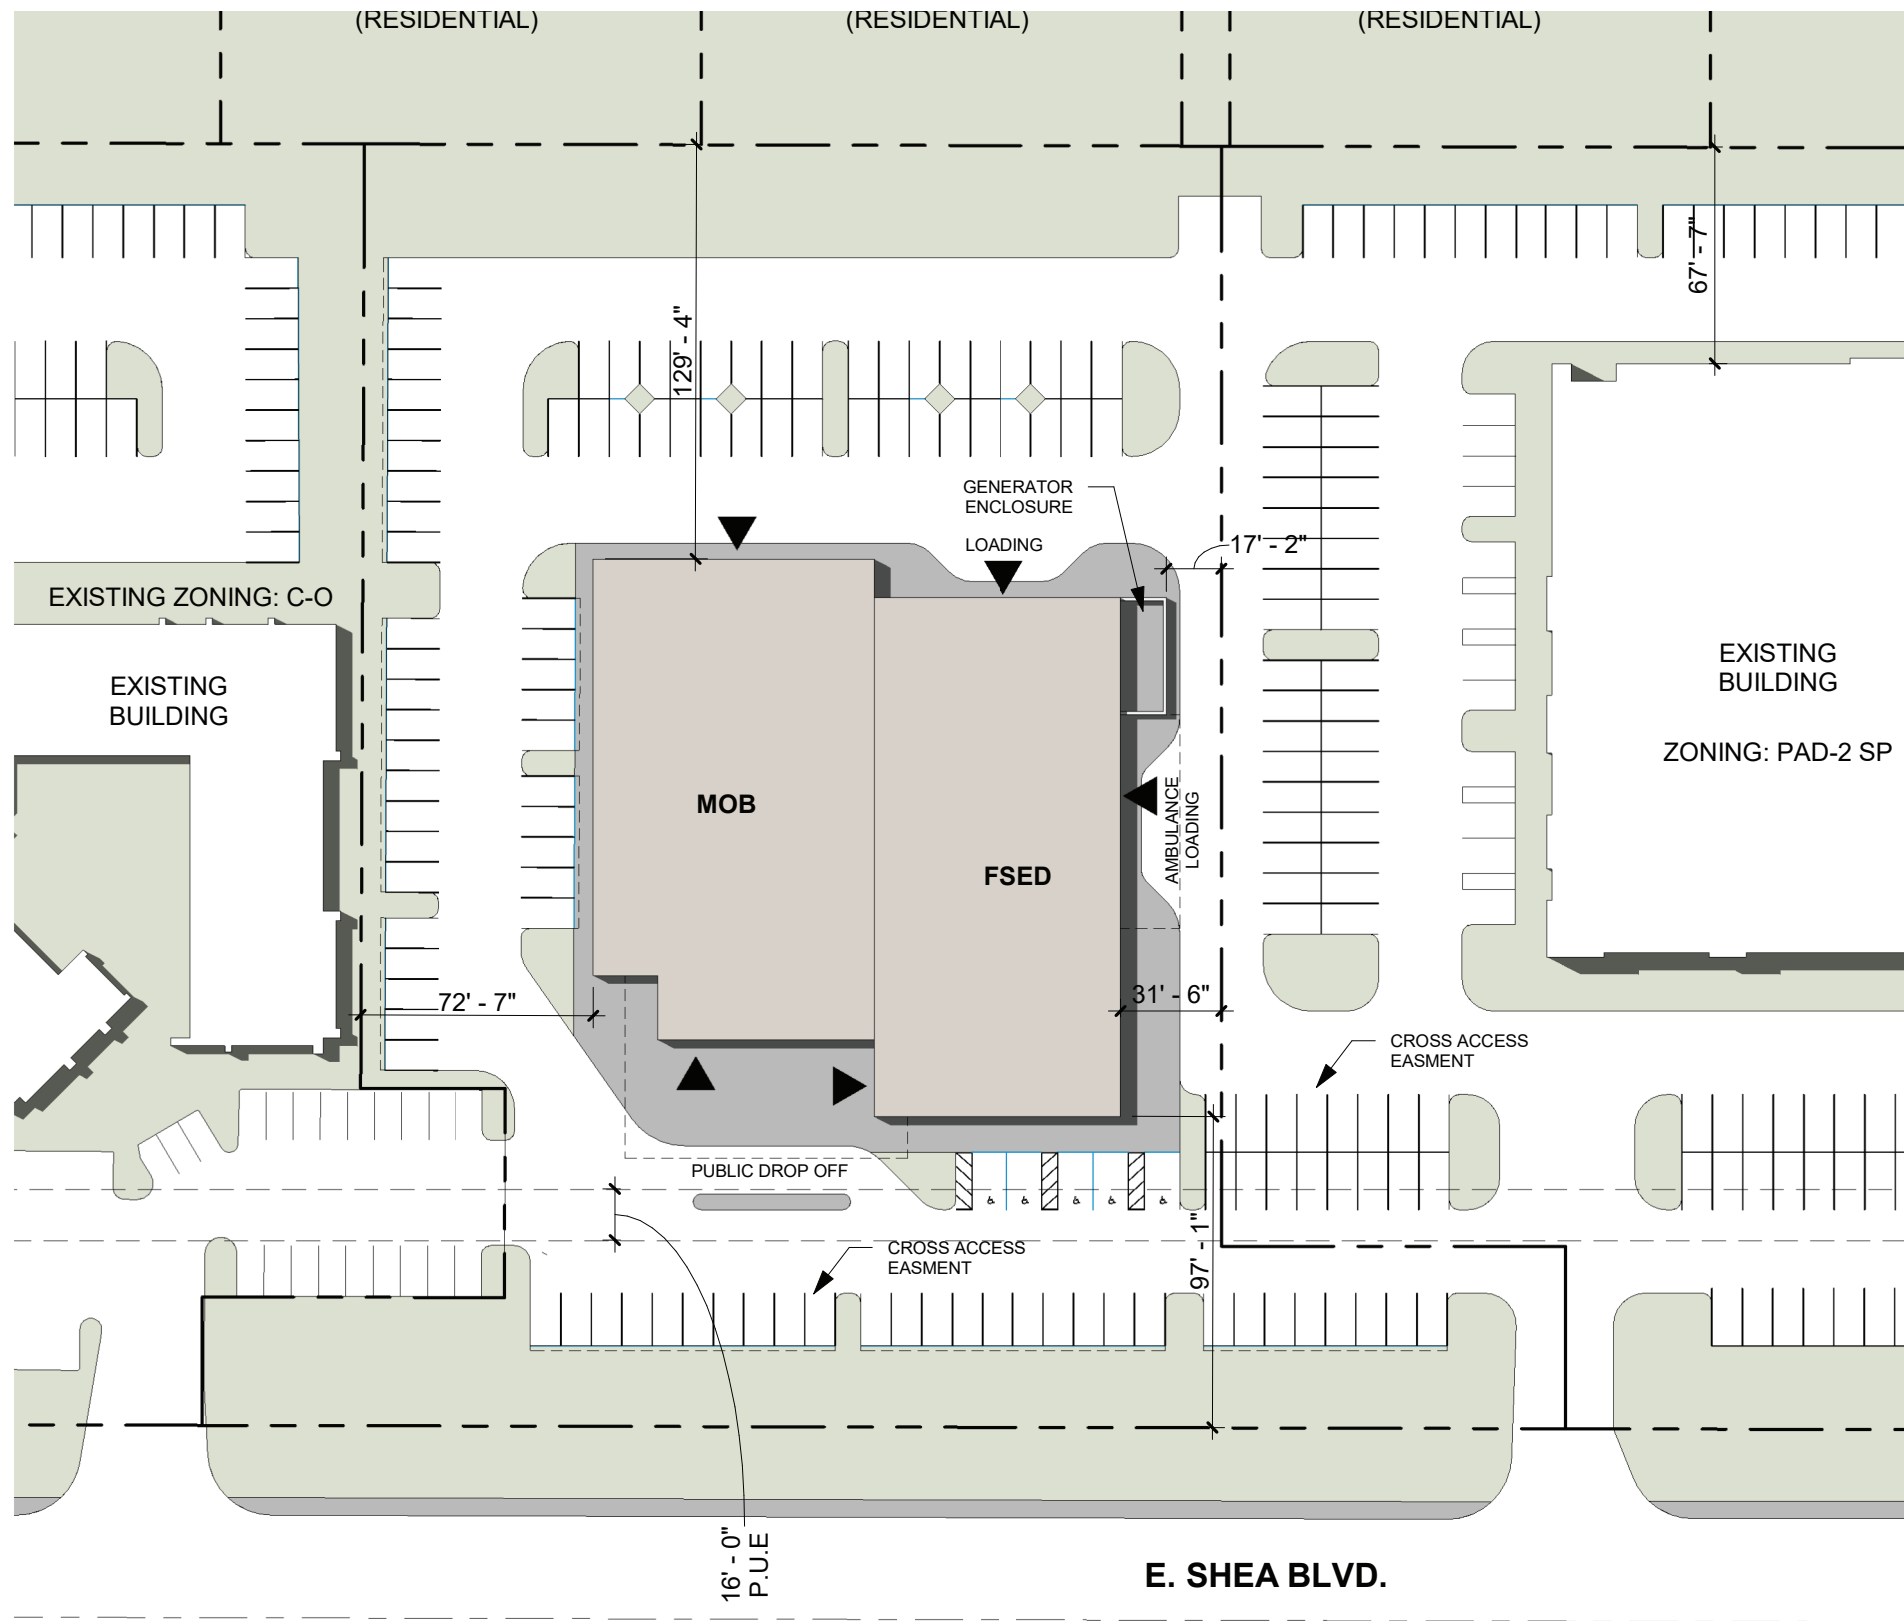 (RESIDENTIAL)
(RESIDENTIAL)
(RESIDENTIAL)
67' - 7"
129' - 4"
GENERATOR
ENCLOSURE
LOADING
17' - 2"
EXISTING ZONING: C-O
EXISTING
BUILDING
EXISTING
BUILDING
ZONING: PAD-2 SP
MOB
AMBULANCE
LOADING
FSED
72' - 7"
31' - 6"
CROSS ACCESS
EASMENT
PUBLIC DROP OFF
97' - 1"
CROSS ACCESS
EASMENT
16' - 0"
P.U.E
E. SHEA BLVD.